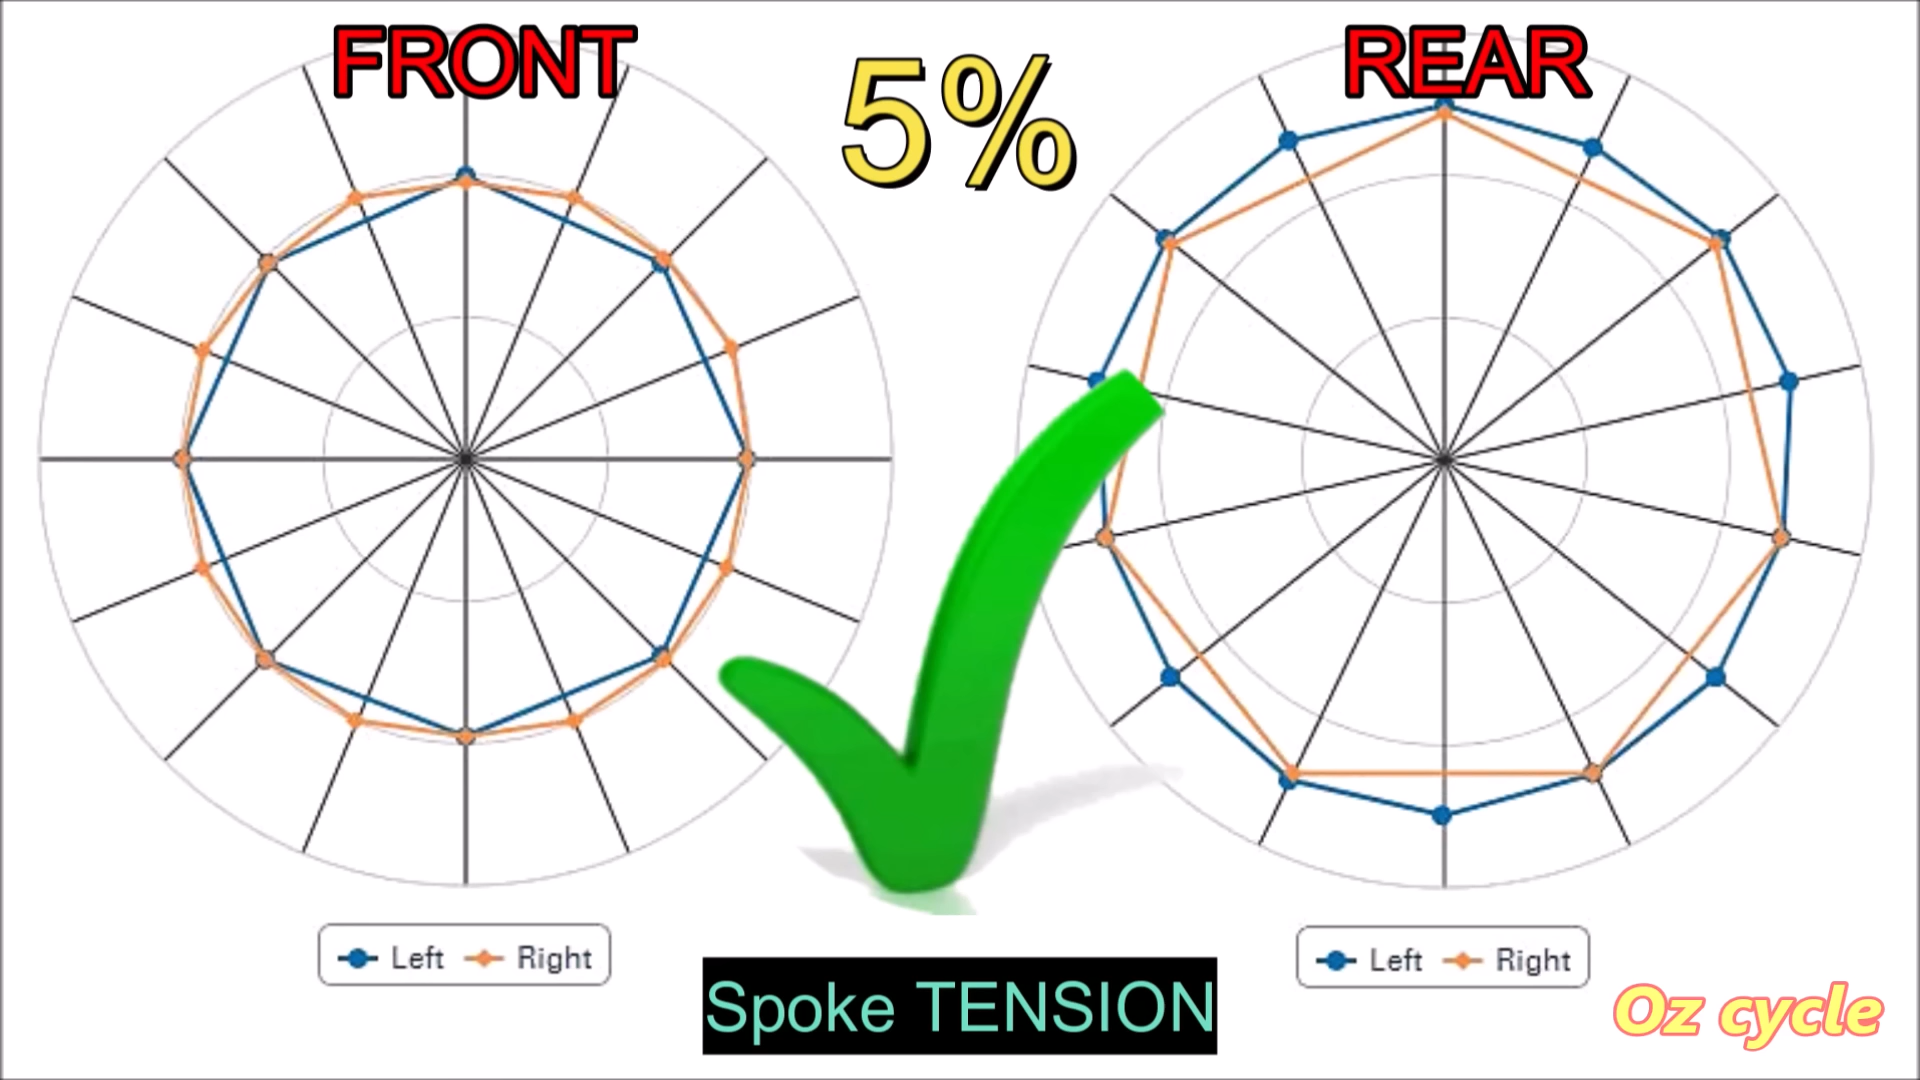 FRONT
5%
REAR
Left Right
Left Right
Spoke TENSION
Oz cycle